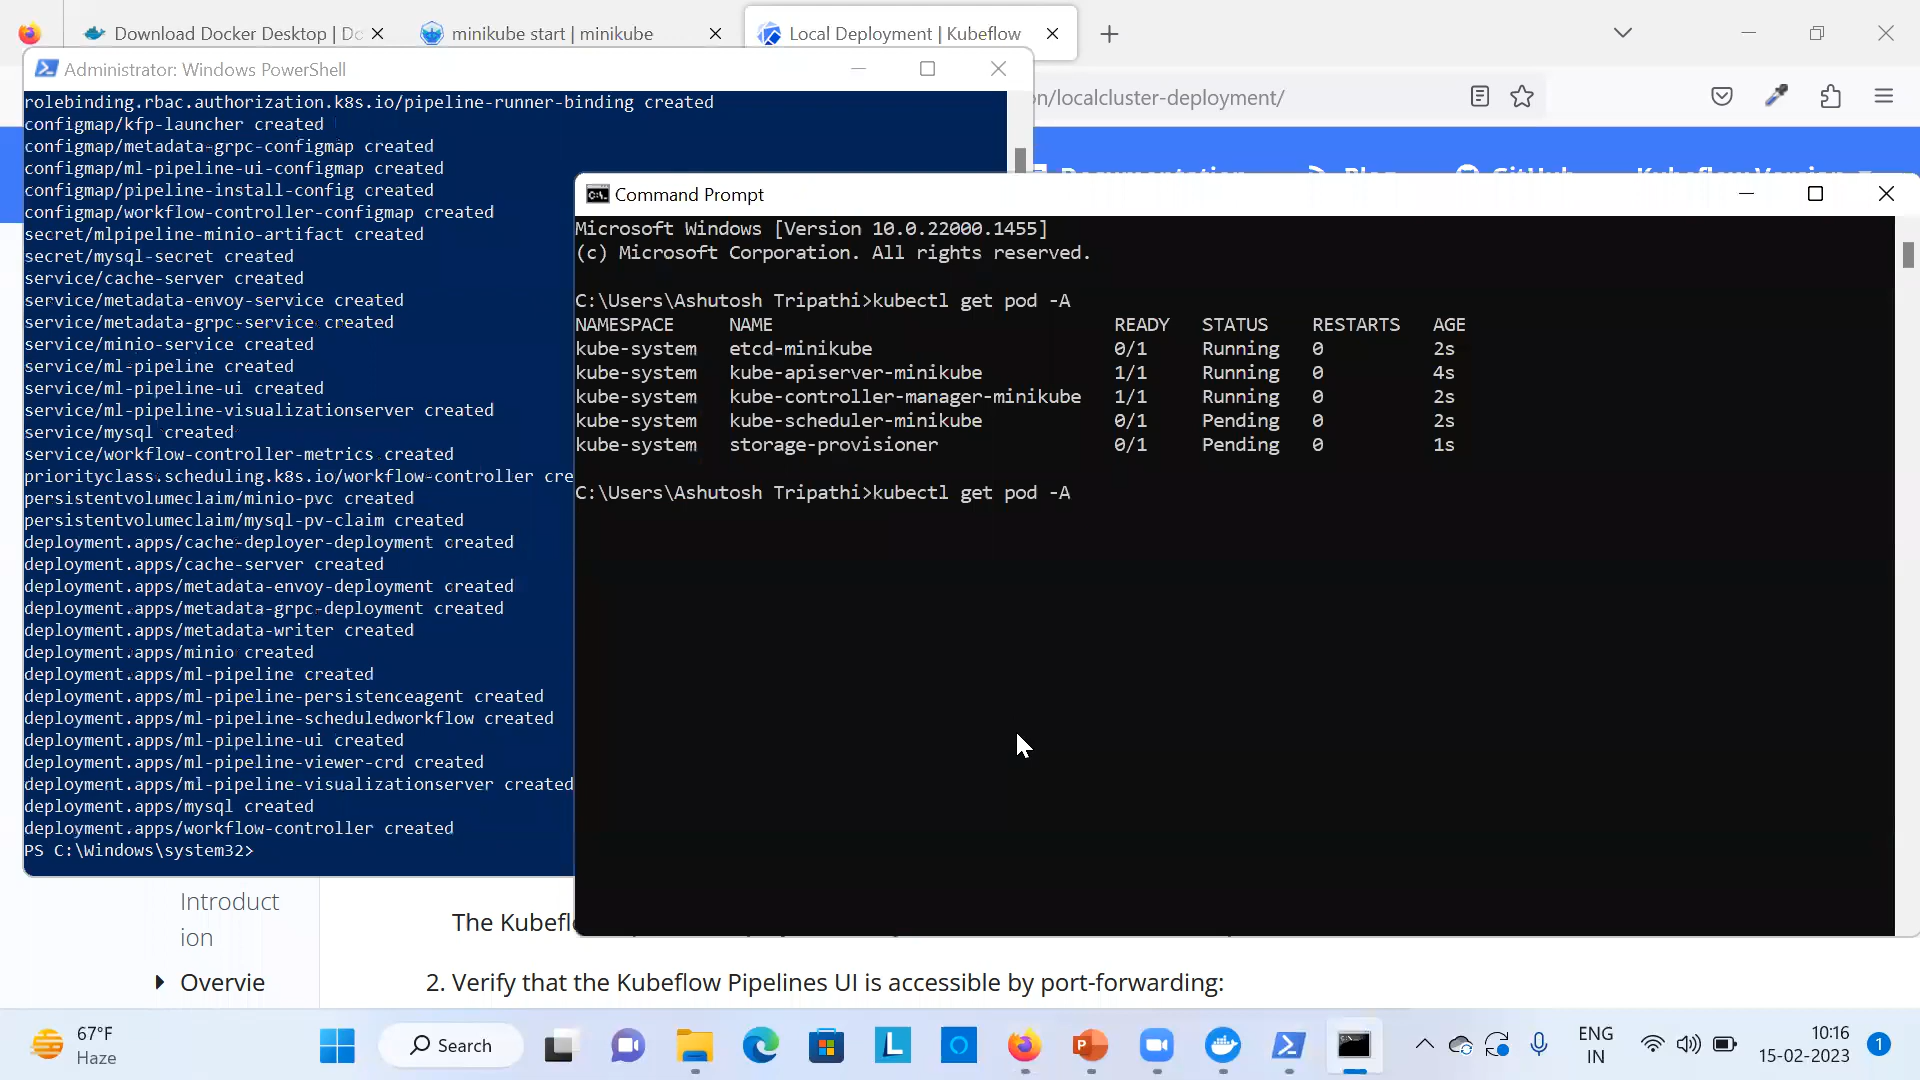 Download Docker Desktop | Do
minikube start | minikube
Local Deployment | Kubeflow
Administrator: Windows PowerShell
n/localcluster-deployment/
rolebinding.rbac.authorization.k8s.io/pipeline-runner-binding created
configmap/kfp-launcher created
configmap/metadata-grpc-configmap created
configmap/ml-pipeline-ui-configmap created
configmap/pipeline-install-config created
configmap/workflow-controller-configmap created
secret/mlpipeline-minio-artifact created
secret/mysql-secret created
service/cache-server created
service/metadata-envoy-service created
service/metadata-grpc-service created
service/minio-service created
service/ml-pipeline created
service/ml-pipeline-ui created
service/ml-pipeline-visualizationserver created
service/mysql created
service/workflow-controller-metrics created
priorityclass.scheduling.k8s.io/workflow-controller cre
persistentvolumeclaim/minio-pvc created
persistentvolumeclaim/mysql-pv-claim created
deployment.apps/cache-deployer-deployment created
deployment.apps/cache-server created
deployment.apps/metadata-envoy-deployment created
deployment.apps/metadata-grpc-deployment created
deployment.apps/metadata-writer created
deployment.apps/minio created
deployment.apps/ml-pipeline created
deployment.apps/ml-pipeline-persistenceagent created
deployment.apps/ml-pipeline-scheduledworkflow created
deployment.apps/ml-pipeline-ui created
deployment.apps/ml-pipeline-viewer-crd created
deployment.apps/ml-pipeline-visualizationserver created
deployment.apps/mysql created
deployment.apps/workflow-controller created
PS C:\Windows\system32>
Documentation Blog GitHub Kubeflow Version
Command Prompt
Microsoft Windows [Version 10.0.22000.1455]
(c) Microsoft Corporation. All rights reserved.
C:\Users\Ashutosh Tripathi>kubectl get pod -A
NAMESPACE NAME READY STATUS RESTARTS AGE
kube-system etcd-minikube 0/1 Running 0 2s
kube-system kube-apiserver-minikube 1/1 Running 0 4s
kube-system kube-controller-manager-minikube 1/1 Running 0 2s
kube-system kube-scheduler-minikube 0/1 Pending 0 2s
kube-system storage-provisioner 0/1 Pending 0 1s
C:\Users\Ashutosh Tripathi>kubectl get pod -A
Introduct
ion
Overvie
The Kubefl
2. Verify that the Kubeflow Pipelines UI is accessible by port-forwarding:
67°F
Haze
Search
ENG
IN
10:16
15-02-2023
1